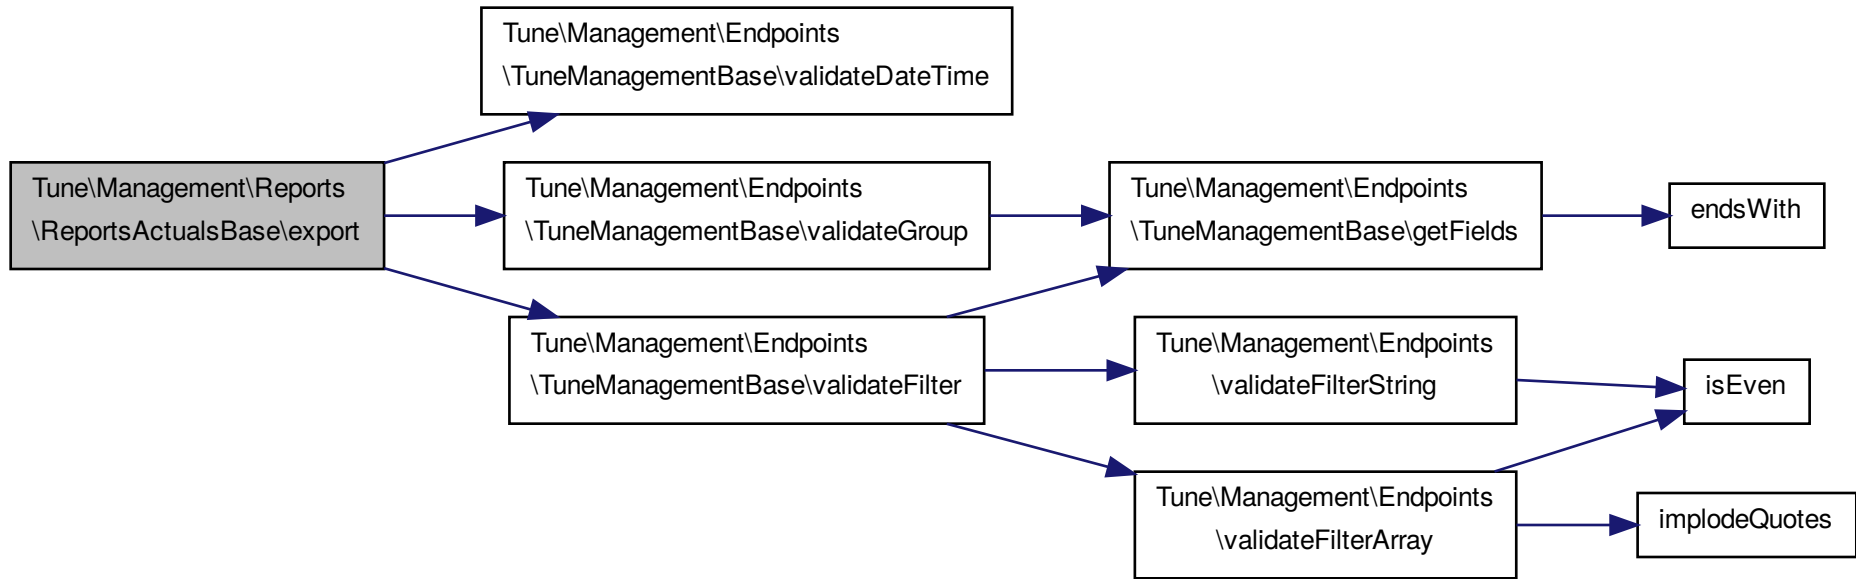 Tune\Management\Reports
\ReportsActualsBase\export
Tune\Management\Endpoints
\TuneManagementBase\validateDateTime
Tune\Management\Endpoints
\TuneManagementBase\validateGroup
Tune\Management\Endpoints
\TuneManagementBase\validateFilter
Tune\Management\Endpoints
\TuneManagementBase\getFields
Tune\Management\Endpoints
\validateFilterString
Tune\Management\Endpoints
\validateFilterArray
endsWith
isEven
implodeQuotes